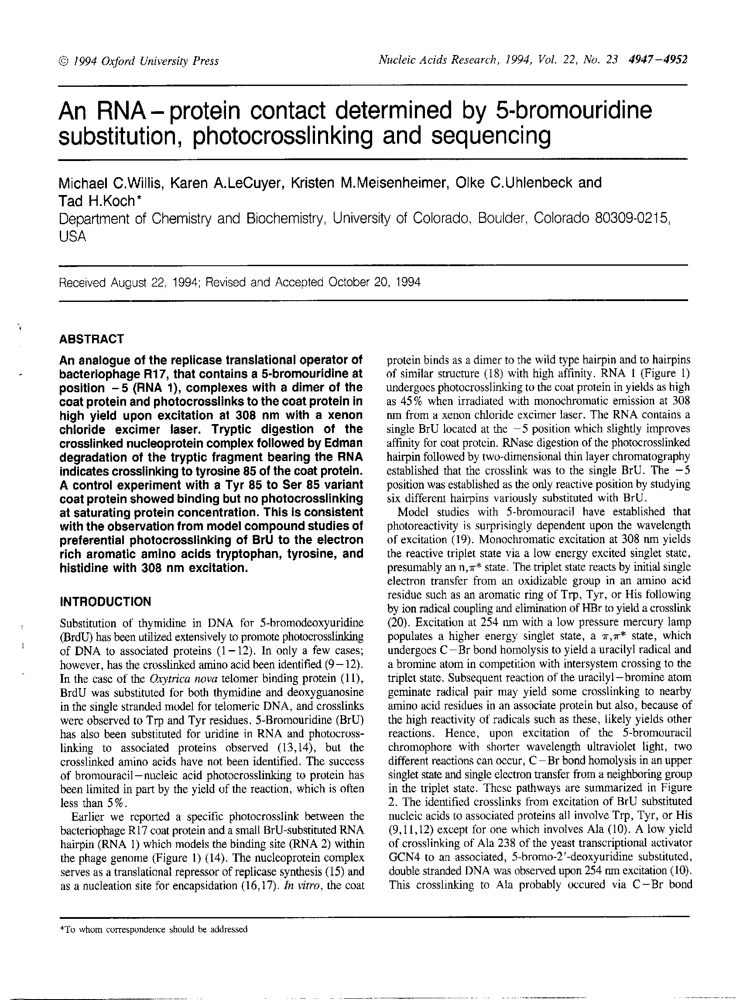 © 1994 Oxford University Press
Nucleic Acids Research, 1994, Vol. 22, No. 23 4947–4952
An RNA – protein contact determined by 5-bromouridine
substitution, photocrosslinking and sequencing
Michael C.Willis, Karen A.LeCuyer, Kristen M.Meisenheimer, Olke C.Uhlenbeck and
Tad H.Koch*
Department of Chemistry and Biochemistry, University of Colorado, Boulder, Colorado 80309-0215,
USA
Received August 22, 1994; Revised and Accepted October 20, 1994
ABSTRACT
An analogue of the replicase translational operator of
bacteriophage R17, that contains a 5-bromouridine at
position −5 (RNA 1), complexes with a dimer of the
coat protein and photocrosslinks to the coat protein in
high yield upon excitation at 308 nm with a xenon
chloride excimer laser. Tryptic digestion of the
crosslinked nucleoprotein complex followed by Edman
degradation of the tryptic fragment bearing the RNA
indicates crosslinking to tyrosine 85 of the coat protein.
A control experiment with a Tyr 85 to Ser 85 variant
coat protein showed binding but no photocrosslinking
at saturating protein concentration. This is consistent
with the observation from model compound studies of
preferential photocrosslinking of BrU to the electron
rich aromatic amino acids tryptophan, tyrosine, and
histidine with 308 nm excitation.
INTRODUCTION
Substitution of thymidine in DNA for 5-bromodeoxyuridine
(BrdU) has been utilized extensively to promote photocrosslinking
of DNA to associated proteins (1–12). In only a few cases;
however, has the crosslinked amino acid been identified (9–12).
In the case of the Oxytrica nova telomer binding protein (11),
BrdU was substituted for both thymidine and deoxyguanosine
in the single stranded model for telomeric DNA, and crosslinks
were observed to Trp and Tyr residues. 5-Bromouridine (BrU)
has also been substituted for uridine in RNA and photocross-
linking to associated proteins observed (13,14), but the
crosslinked amino acids have not been identified. The success
of bromouracil–nucleic acid photocrosslinking to protein has
been limited in part by the yield of the reaction, which is often
less than 5%.
Earlier we reported a specific photocrosslink between the
bacteriophage R17 coat protein and a small BrU-substituted RNA
hairpin (RNA 1) which models the binding site (RNA 2) within
the phage genome (Figure 1) (14). The nucleoprotein complex
serves as a translational repressor of replicase synthesis (15) and
as a nucleation site for encapsidation (16,17). In vitro, the coat
protein binds as a dimer to the wild type hairpin and to hairpins
of similar structure (18) with high affinity. RNA 1 (Figure 1)
undergoes photocrosslinking to the coat protein in yields as high
as 45% when irradiated with monochromatic emission at 308
nm from a xenon chloride excimer laser. The RNA contains a
single BrU located at the −5 position which slightly improves
affinity for coat protein. RNase digestion of the photocrosslinked
hairpin followed by two-dimensional thin layer chromatography
established that the crosslink was to the single BrU. The −5
position was established as the only reactive position by studying
six different hairpins variously substituted with BrU.
Model studies with 5-bromouracil have established that
photoreactivity is surprisingly dependent upon the wavelength
of excitation (19). Monochromatic excitation at 308 nm yields
the reactive triplet state via a low energy excited singlet state,
presumably an n,π* state. The triplet state reacts by initial single
electron transfer from an oxidizable group in an amino acid
residue such as an aromatic ring of Trp, Tyr, or His following
by ion radical coupling and elimination of HBr to yield a crosslink
(20). Excitation at 254 nm with a low pressure mercury lamp
populates a higher energy singlet state, a π,π* state, which
undergoes C−Br bond homolysis to yield a uracilyl radical and
a bromine atom in competition with intersystem crossing to the
triplet state. Subsequent reaction of the uracilyl–bromine atom
geminate radical pair may yield some crosslinking to nearby
amino acid residues in an associate protein but also, because of
the high reactivity of radicals such as these, likely yields other
reactions. Hence, upon excitation of the 5-bromouracil
chromophore with shorter wavelength ultraviolet light, two
different reactions can occur, C−Br bond homolysis in an upper
singlet state and single electron transfer from a neighboring group
in the triplet state. These pathways are summarized in Figure
2. The identified crosslinks from excitation of BrU substituted
nucleic acids to associated proteins all involve Trp, Tyr, or His
(9,11,12) except for one which involves Ala (10). A low yield
of crosslinking of Ala 238 of the yeast transcriptional activator
GCN4 to an associated, 5-bromo-2′-deoxyuridine substituted,
double stranded DNA was observed upon 254 nm excitation (10).
This crosslinking to Ala probably occured via C−Br bond
*To whom correspondence should be addressed